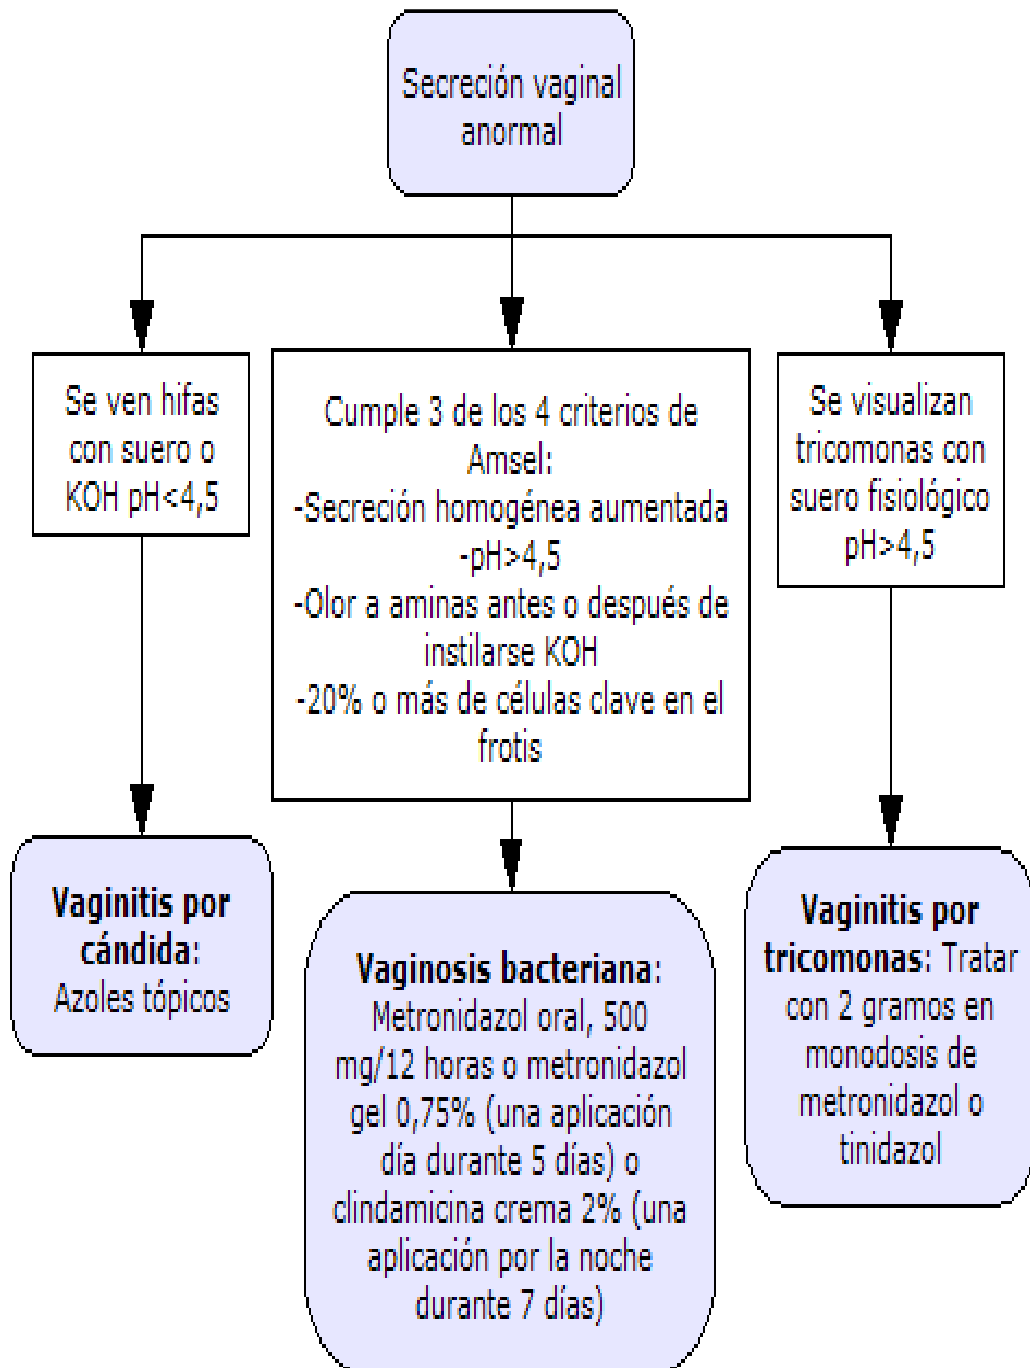 Secreción vaginal
anormal
Se ven hifas
con suero o
KOH pH<4,5
Cumple 3 de los 4 criterios de
Amsel:
-Secreción homogénea aumentada
-pH>4,5
-Olor a aminas antes o después de
instilarse KOH
-20% o más de células clave en el
frotis
Se visualizan
tricomonas con
suero fisiológico
pH>4,5
Vaginitis por
cándida:
Azoles tópicos
Vaginosis bacteriana:
Metronidazol oral, 500
mg/12 horas o metronidazol
gel 0,75% (una aplicación
día durante 5 días) o
clindamicina crema 2% (una
aplicación por la noche
durante 7 días)
Vaginitis por
tricomonas: Tratar
con 2 gramos en
monodosis de
metronidazol o
tinidazol